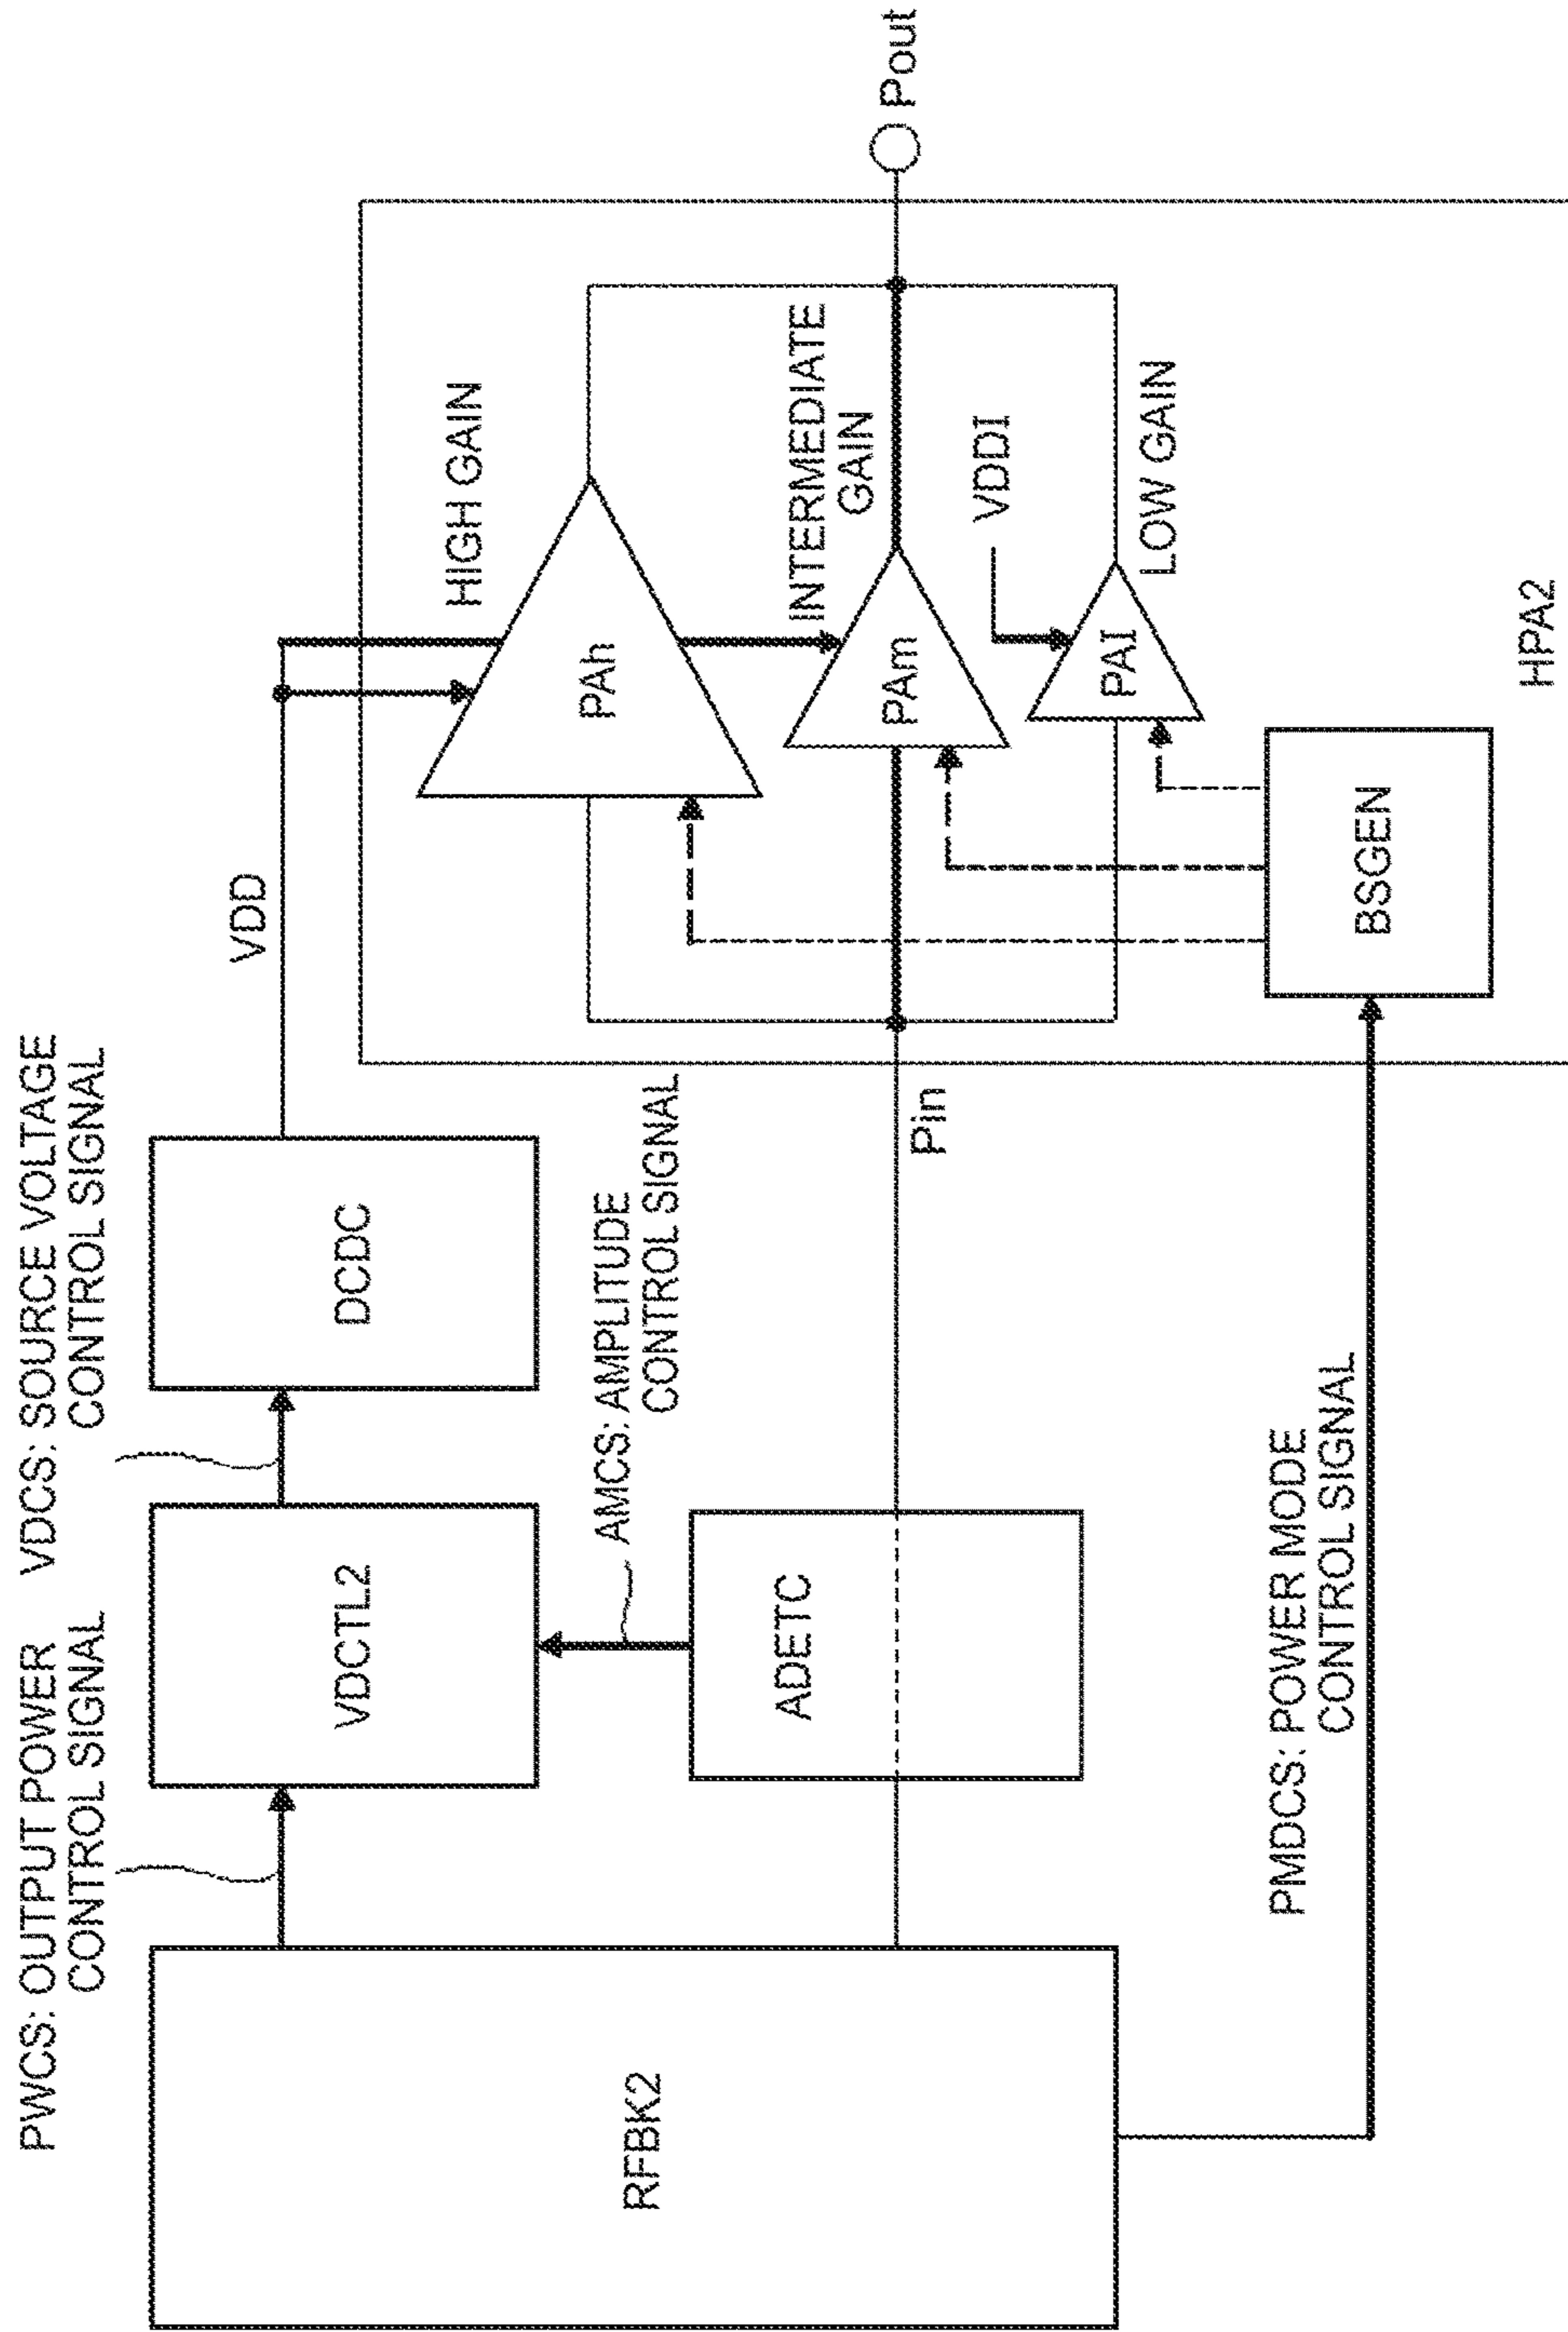 PWCS: OUTPUT POWER
CONTROL SIGNAL
VDCS: SOURCE VOLTAGE
CONTROL SIGNAL
RFBK2
VDCTL2
DCDC
VDD
AMCS: AMPLITUDE
CONTROL SIGNAL
ADETC
Pin
PMDCS: POWER MODE
CONTROL SIGNAL
HIGH GAIN
PAh
INTERMEDIATE
GAIN
PAm
VDDI
PAI
LOW GAIN
BSGEN
HPA2
Pout